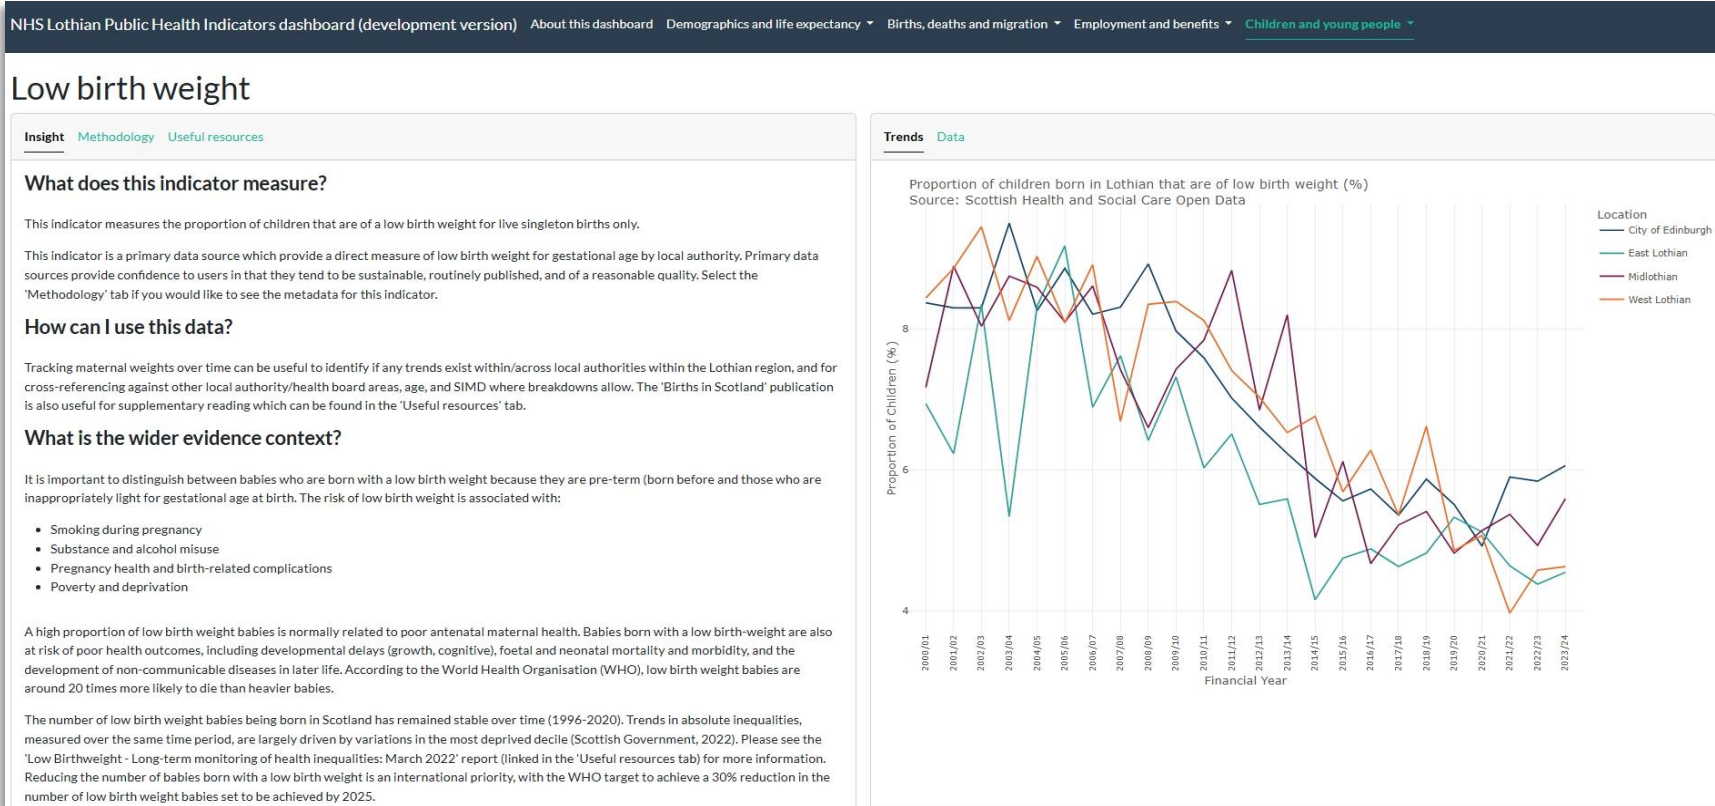 NHS Lothian Public Health Indicators dashboard (development version) About this dashboard Demographics and life expectancy Births, deaths and migration Employment and benefits Children and young people
Low birth weight
Insight Methodology Useful resources
What does this indicator measure?
This indicator measures the proportion of children that are of a low birth weight for live singleton births only.
This indicator is a primary data source which provide a direct measure of low birth weight for gestational age by local authority. Primary data
sources provide confidence to users in that they tend to be sustainable, routinely published, and of a reasonable quality. Select the
'Methodology' tab if you would like to see the metadata for this indicator.
How can I use this data?
Tracking maternal weights over time can be useful to identify if any trends exist within/across local authorities within the Lothian region, and for
cross-referencing against other local authority/health board areas, age, and SIMD where breakdowns allow. The 'Births in Scotland' publication
is also useful for supplementary reading which can be found in the 'Useful resources' tab.
What is the wider evidence context?
It is important to distinguish between babies who are born with a low birth weight because they are pre-term (born before and those who are
inappropriately light for gestational age at birth. The risk of low birth weight is associated with:
• Smoking during pregnancy
• Substance and alcohol misuse
• Pregnancy health and birth-related complications
• Poverty and deprivation
A high proportion of low birth weight babies is normally related to poor antenatal maternal health. Babies born with a low birth-weight are also
at risk of poor health outcomes, including developmental delays (growth, cognitive), foetal and neonatal mortality and morbidity, and the
development of non-communicable diseases in later life. According to the World Health Organisation (WHO), low birth weight babies are
around 20 times more likely to die than heavier babies.
The number of low birth weight babies being born in Scotland has remained stable over time (1996-2020). Trends in absolute inequalities,
measured over the same time period, are largely driven by variations in the most deprived decile (Scottish Government, 2022). Please see the
'Low Birthweight - Long-term monitoring of health inequalities: March 2022' report (linked in the 'Useful resources tab) for more information.
Reducing the number of babies born with a low birth weight is an international priority, with the WHO target to achieve a 30% reduction in the
number of low birth weight babies set to be achieved by 2025.
Trends Data
Proportion of children born in Lothian that are of low birth weight (%)
Source: Scottish Health and Social Care Open Data
Location
City of Edinburgh
East Lothian
Midlothian
West Lothian
Proportion of Children (%)
8
6
4
2000/01
2001/02
2002/03
2003/04
2004/05
2005/06
2006/07
2007/08
2008/09
2009/10
2010/11
2011/12
2012/13
2013/14
2014/15
2015/16
2016/17
2017/18
2018/19
2019/20
2020/21
2021/22
2022/23
2023/24
Financial Year